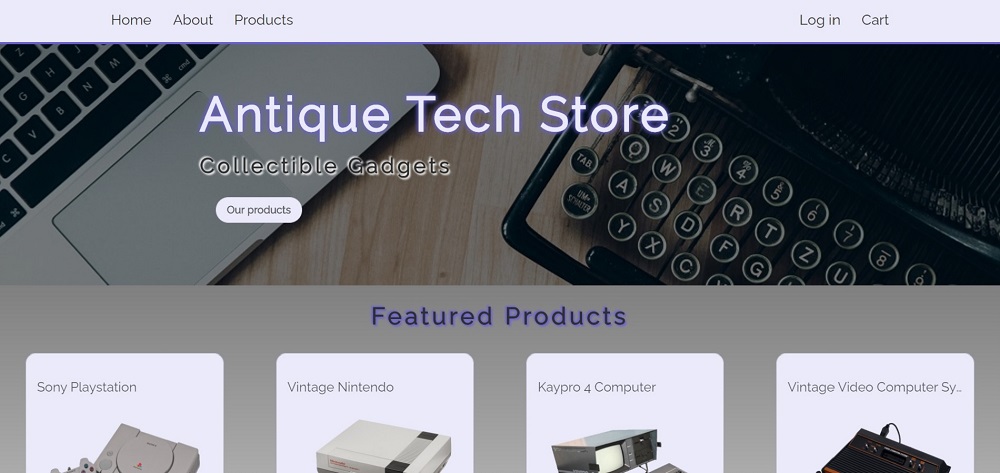 Home About Products Log in Cart
Antique Tech Store
Collectible Gadgets
Our products
Featured Products
Sony Playstation
Vintage Nintendo
Kaypro 4 Computer
Vintage Video Computer Sy...